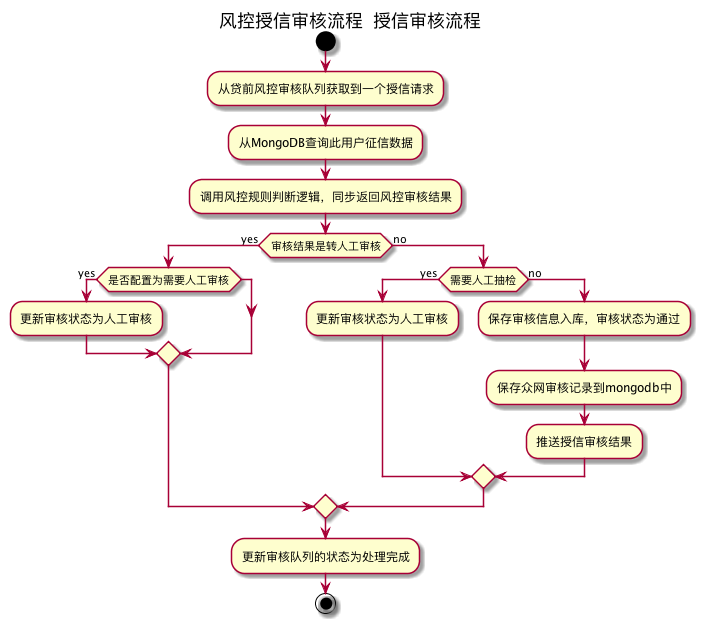 风控授信审核流程 授信审核流程
从贷前风控审核队列获取到一个授信请求
从MongoDB查询此用户征信数据
调用风控规则判断逻辑，同步返回风控审核结果
yes
审核结果是转人工审核
no
yes
是否配置为需要人工审核
更新审核状态为人工审核
yes
需要人工抽检
no
更新审核状态为人工审核
保存审核信息入库，审核状态为通过
保存众网审核记录到mongodb中
推送授信审核结果
更新审核队列的状态为处理完成